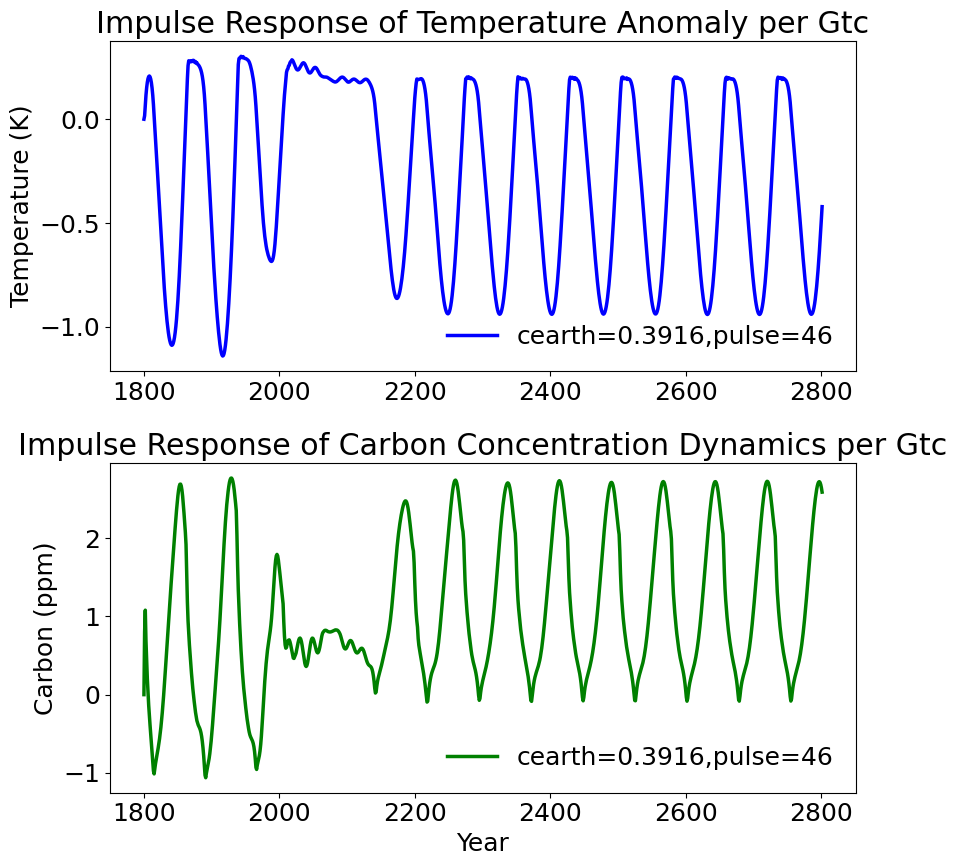 Impulse Response of Temperature Anomaly per Gtc
Temperature (K)
0.0
−0.5
−1.0
cearth=0.3916,pulse=46
1800 2000 2200 2400 2600 2800
Impulse Response of Carbon Concentration Dynamics per Gtc
Carbon (ppm)
2
1
0
−1
cearth=0.3916,pulse=46
1800 2000 2200 2400 2600 2800
Year